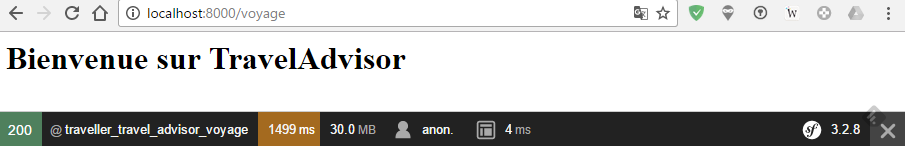 localhost:8000/voyage
Bienvenue sur TravelAdvisor
200 @ traveller_travel_advisor_voyage 1499 ms 30.0 MB anon. 4 ms sf 3.2.8